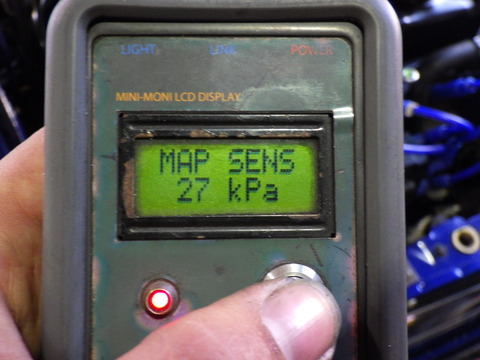 LIGHT LINK POWER
MINI-MONI LCD DISPLAY
MAP SENS
27 kPa